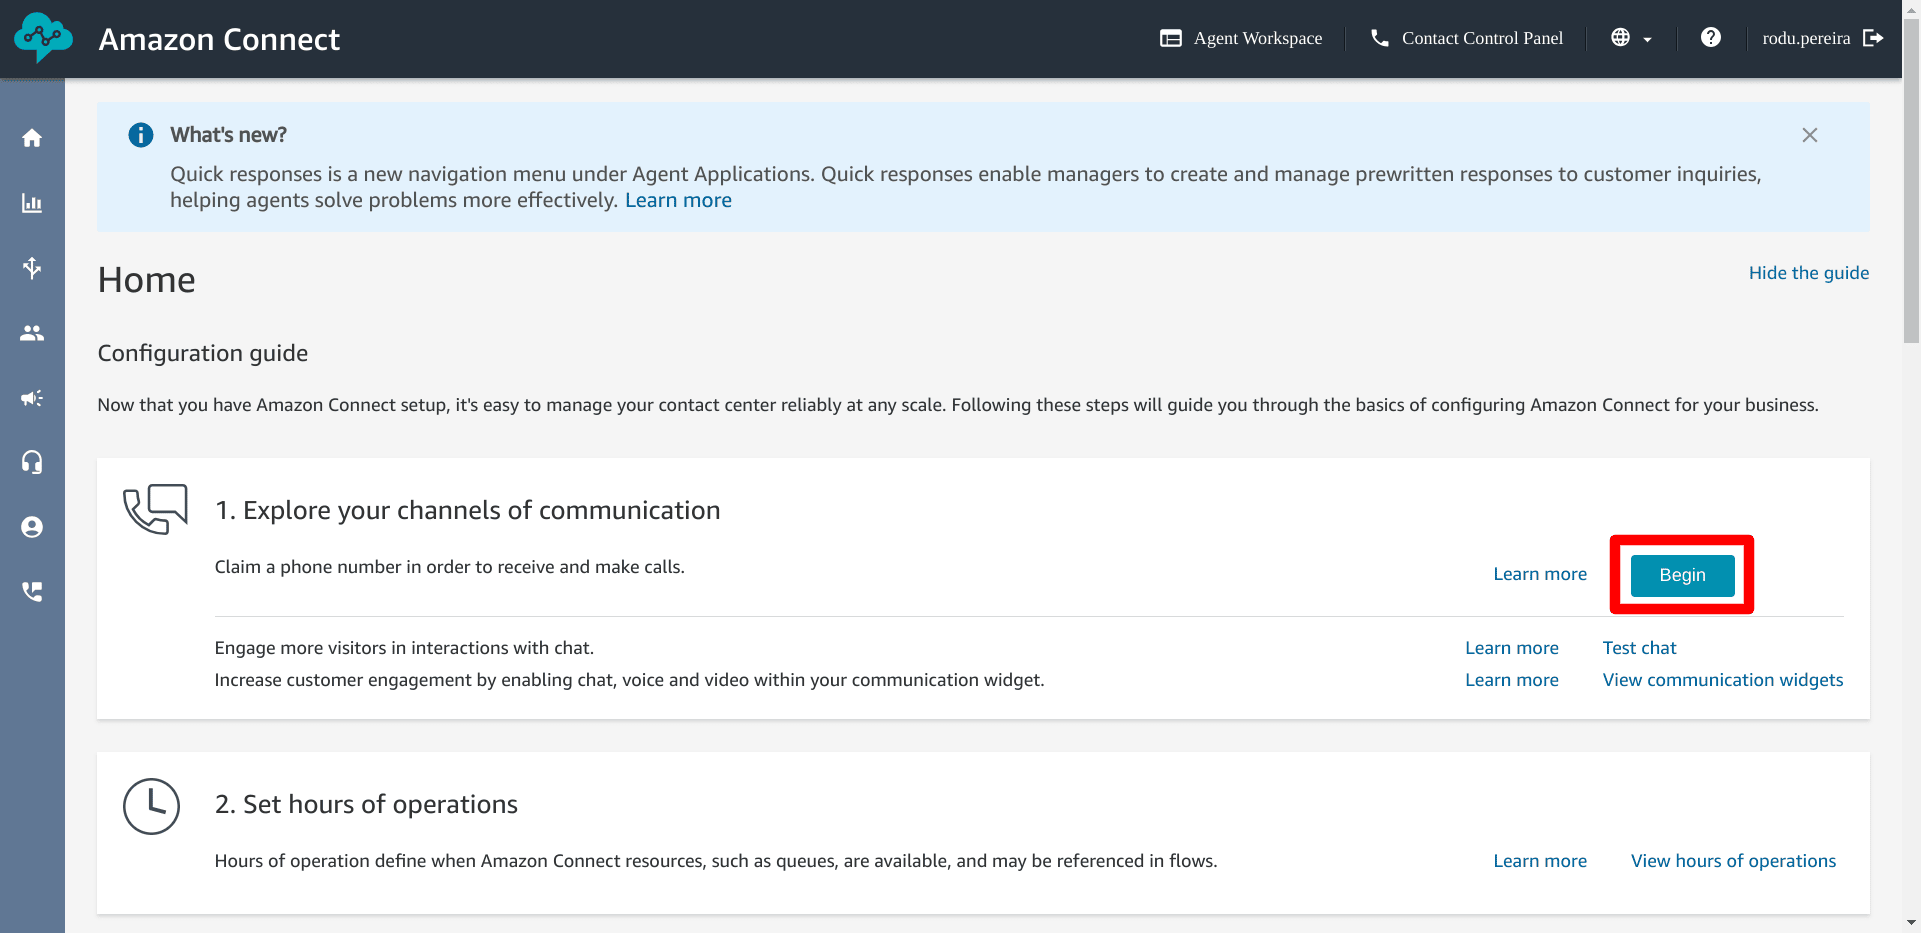 Amazon Connect
Agent Workspace
Contact Control Panel
rodu.pereira
What's new?
Quick responses is a new navigation menu under Agent Applications. Quick responses enable managers to create and manage prewritten responses to customer inquiries,
helping agents solve problems more effectively. Learn more
Home
Hide the guide
Configuration guide
Now that you have Amazon Connect setup, it's easy to manage your contact center reliably at any scale. Following these steps will guide you through the basics of configuring Amazon Connect for your business.
1. Explore your channels of communication
Claim a phone number in order to receive and make calls.
Learn more
Begin
Engage more visitors in interactions with chat.
Learn more
Test chat
Increase customer engagement by enabling chat, voice and video within your communication widget.
Learn more
View communication widgets
2. Set hours of operations
Hours of operation define when Amazon Connect resources, such as queues, are available, and may be referenced in flows.
Learn more
View hours of operations